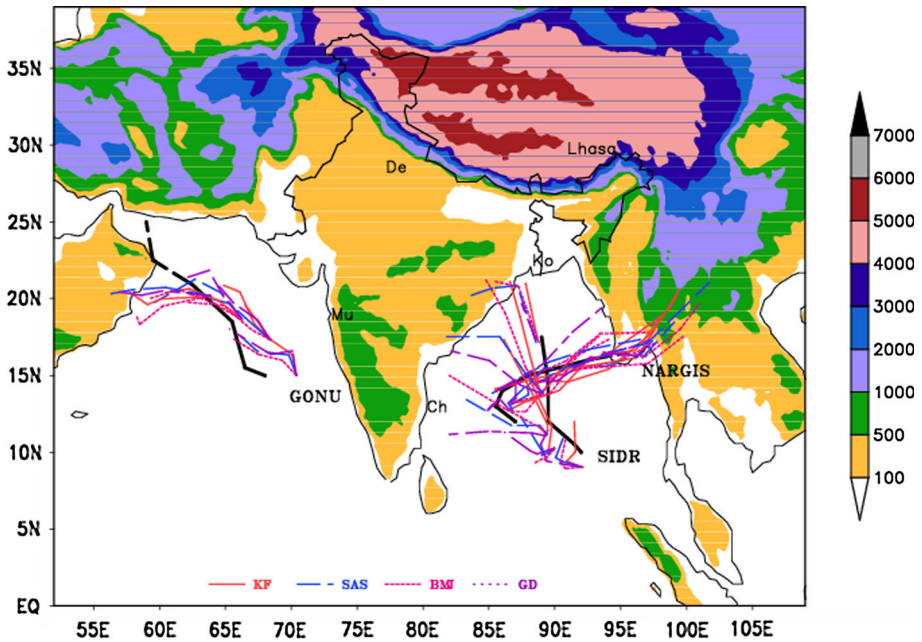 35N
30N
25N
20N
15N
10N
5N
EQ
Lhasa
De
Ko
Mu
Ch
GONU
NARGIS
SIDR
KF SAS BMJ GD
55E 60E 65E 70E 75E 80E 85E 90E 95E 100E 105E
7000
6000
5000
4000
3000
2000
1000
500
100